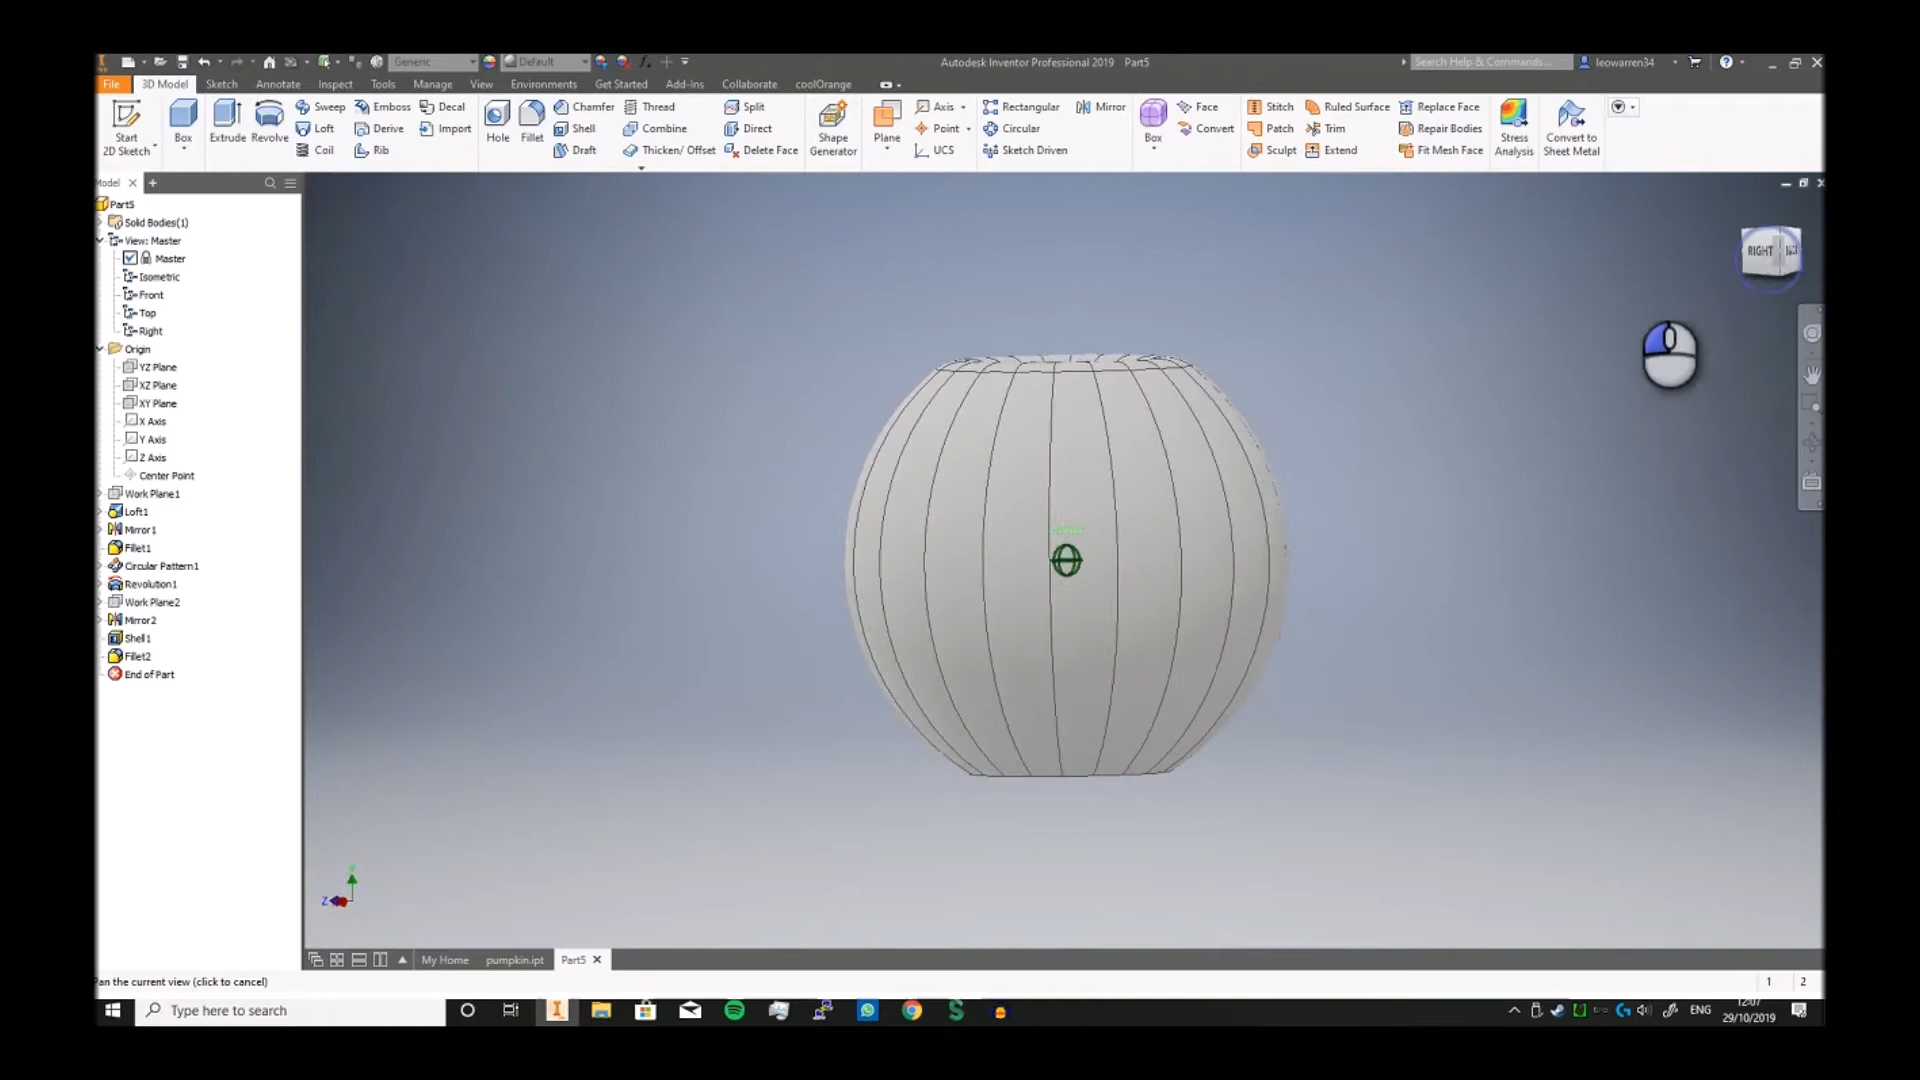 Generic Default Autodesk Inventor Professional 2019 Part5 Search Help & Commands... leowarren34
File 3D Model Sketch Annotate Inspect Tools Manage View Environments Get Started Add-Ins Collaborate coolOrange
Start 2D Sketch Box Extrude Revolve
Sweep Emboss Decal
Loft Derive Import
Coil Rib
Hole Fillet
Chamfer Thread Split
Shell Combine Direct
Draft Thicken/ Offset Delete Face
Shape Generator
Plane
Axis Rectangular Mirror
Point Circular
UCS Sketch Driven
Box
Face
Convert
Stitch Ruled Surface Replace Face
Patch Trim Repair Bodies
Sculpt Extend Fit Mesh Face
Stress Analysis
Convert to Sheet Metal
Model
Part5
Solid Bodies(1)
View: Master
Master
Isometric
Front
Top
Right
Origin
YZ Plane
XZ Plane
XY Plane
X Axis
Y Axis
Z Axis
Center Point
Work Plane1
Loft1
Mirror1
Fillet1
Circular Pattern1
Revolution1
Work Plane2
Mirror2
Shell1
Fillet2
End of Part
RIGHT
Z
My Home pumpkin.ipt Part5
an the current view (click to cancel) 1 2
Type here to search
ENG
12:07
29/10/2019